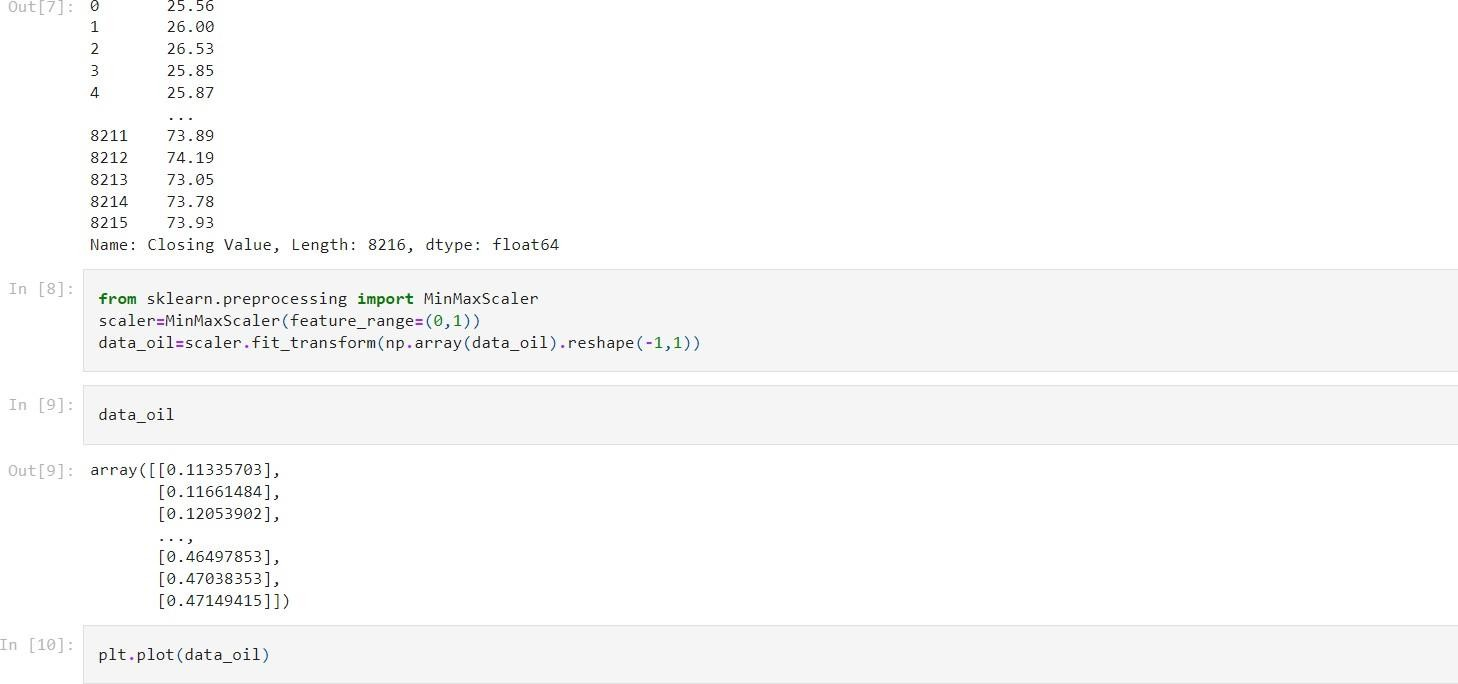 Out[7]: 0       25.56
1       26.00
2       26.53
3       25.85
4       25.87
        ...
8211    73.89
8212    74.19
8213    73.05
8214    73.78
8215    73.93
Name: Closing Value, Length: 8216, dtype: float64
In [8]:
from sklearn.preprocessing import MinMaxScaler
scaler=MinMaxScaler(feature_range=(0,1))
data_oil=scaler.fit_transform(np.array(data_oil).reshape(-1,1))
In [9]:
data_oil
Out[9]: array([[0.11335703],
       [0.11661484],
       [0.12053902],
       ...,
       [0.46497853],
       [0.47038353],
       [0.47149415]])
In [10]:
plt.plot(data_oil)